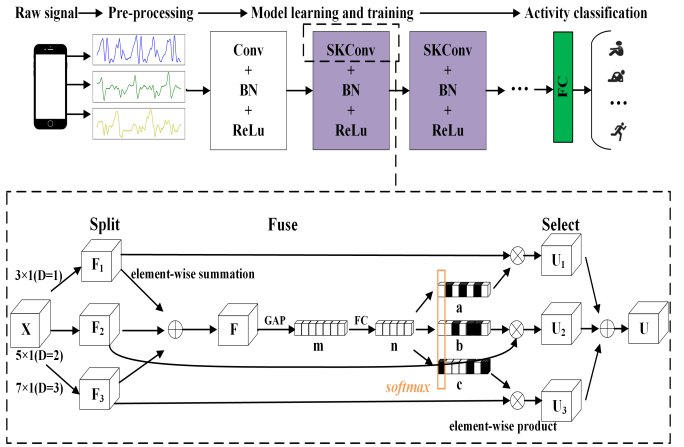 Raw signal
Pre-processing
Model learning and training
Activity classification
Conv
+
BN
+
ReLu
SKConv
+
BN
+
ReLu
SKConv
+
BN
+
ReLu
...
FC
...
Split
Fuse
Select
3×1(D=1)
F1
element-wise summation
U1
a
X
F2
F
GAP
m
FC
n
b
U2
U
5×1(D=2)
7×1(D=3)
F3
softmax
c
U3
element-wise product